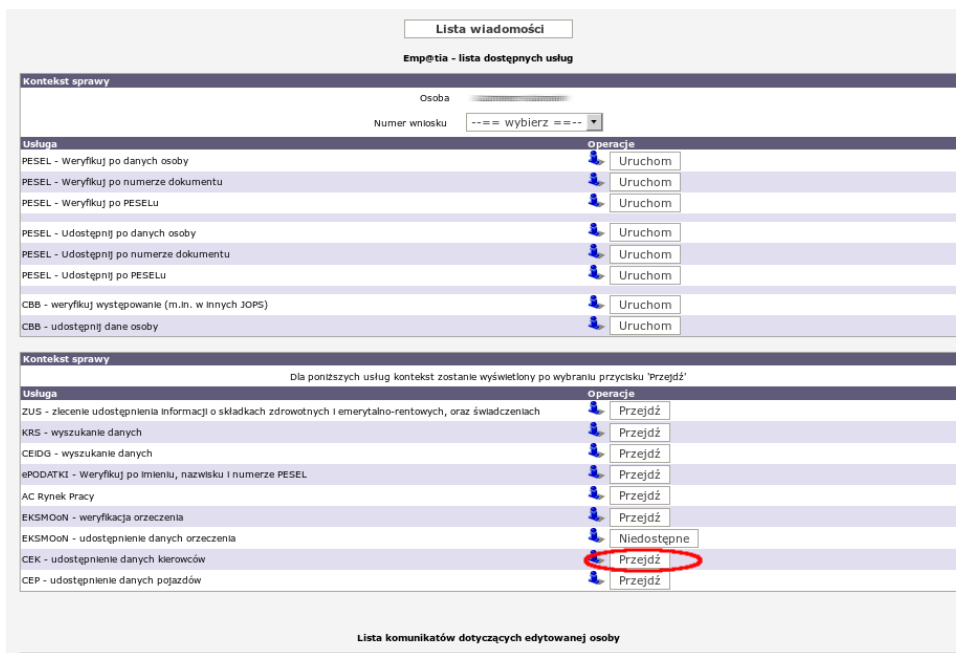 Lista wiadomości
Emp@tia - lista dostępnych usług
Kontekst sprawy
Osoba
Numer wniosku --== wybierz ==--
Usługa Operacje
PESEL - Weryfikuj po danych osoby Uruchom
PESEL - Weryfikuj po numerze dokumentu Uruchom
PESEL - Weryfikuj po PESELu Uruchom
PESEL - Udostępnij po danych osoby Uruchom
PESEL - Udostępnij po numerze dokumentu Uruchom
PESEL - Udostępnij po PESELu Uruchom
CBB - weryfikuj występowanie (m.in. w innych JOPS) Uruchom
CBB - udostępnij dane osoby Uruchom
Kontekst sprawy
Dla poniższych usług kontekst zostanie wyświetlony po wybraniu przycisku 'Przejdź'
Usługa Operacje
ZUS - zlecenie udostępnienia informacji o składkach zdrowotnych i emerytalno-rentowych, oraz świadczeniach Przejdź
KRS - wyszukanie danych Przejdź
CEIDG - wyszukanie danych Przejdź
ePODATKI - Weryfikuj po imieniu, nazwisku i numerze PESEL Przejdź
AC Rynek Pracy Przejdź
EKSMOoN - weryfikacja orzeczenia Przejdź
EKSMOoN - udostępnienie danych orzeczenia Niedostępne
CEK - udostępnienie danych kierowców Przejdź
CEP - udostępnienie danych pojazdów Przejdź
Lista komunikatów dotyczących edytowanej osoby